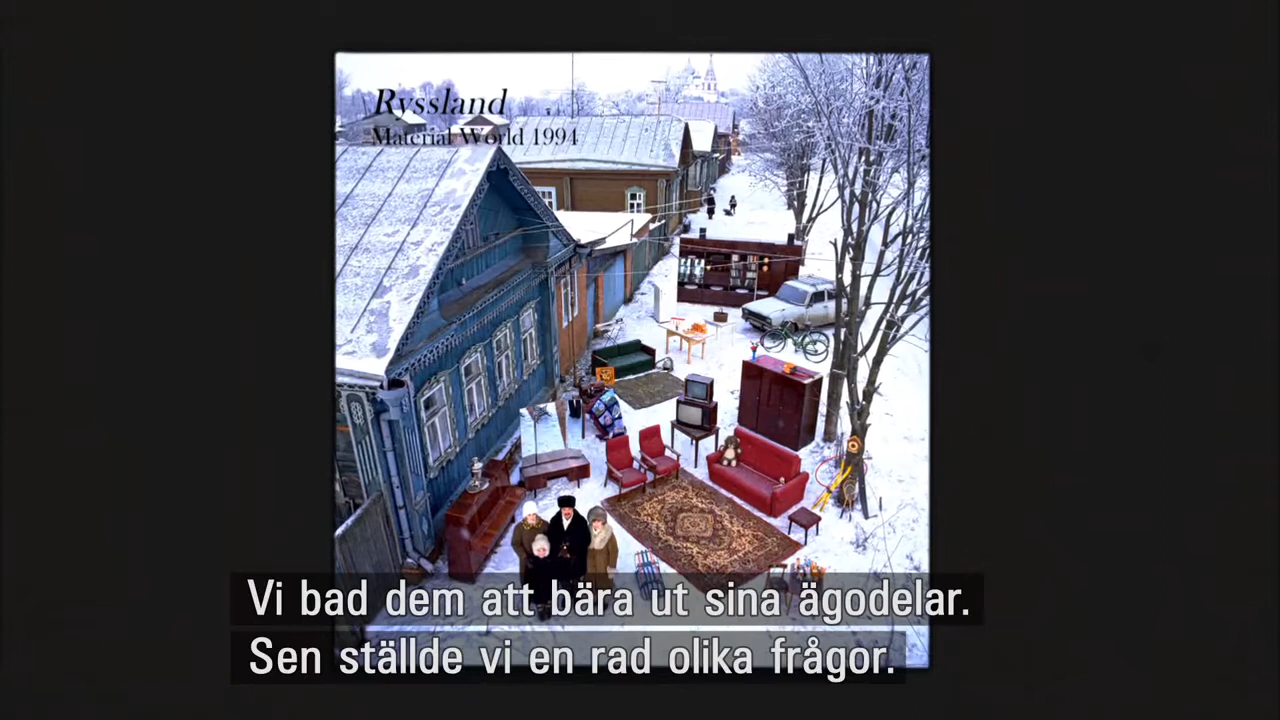 Ryssland
Material World 1994
Vi bad dem att bära ut sina ägodelar.
Sen ställde vi en rad olika frågor.